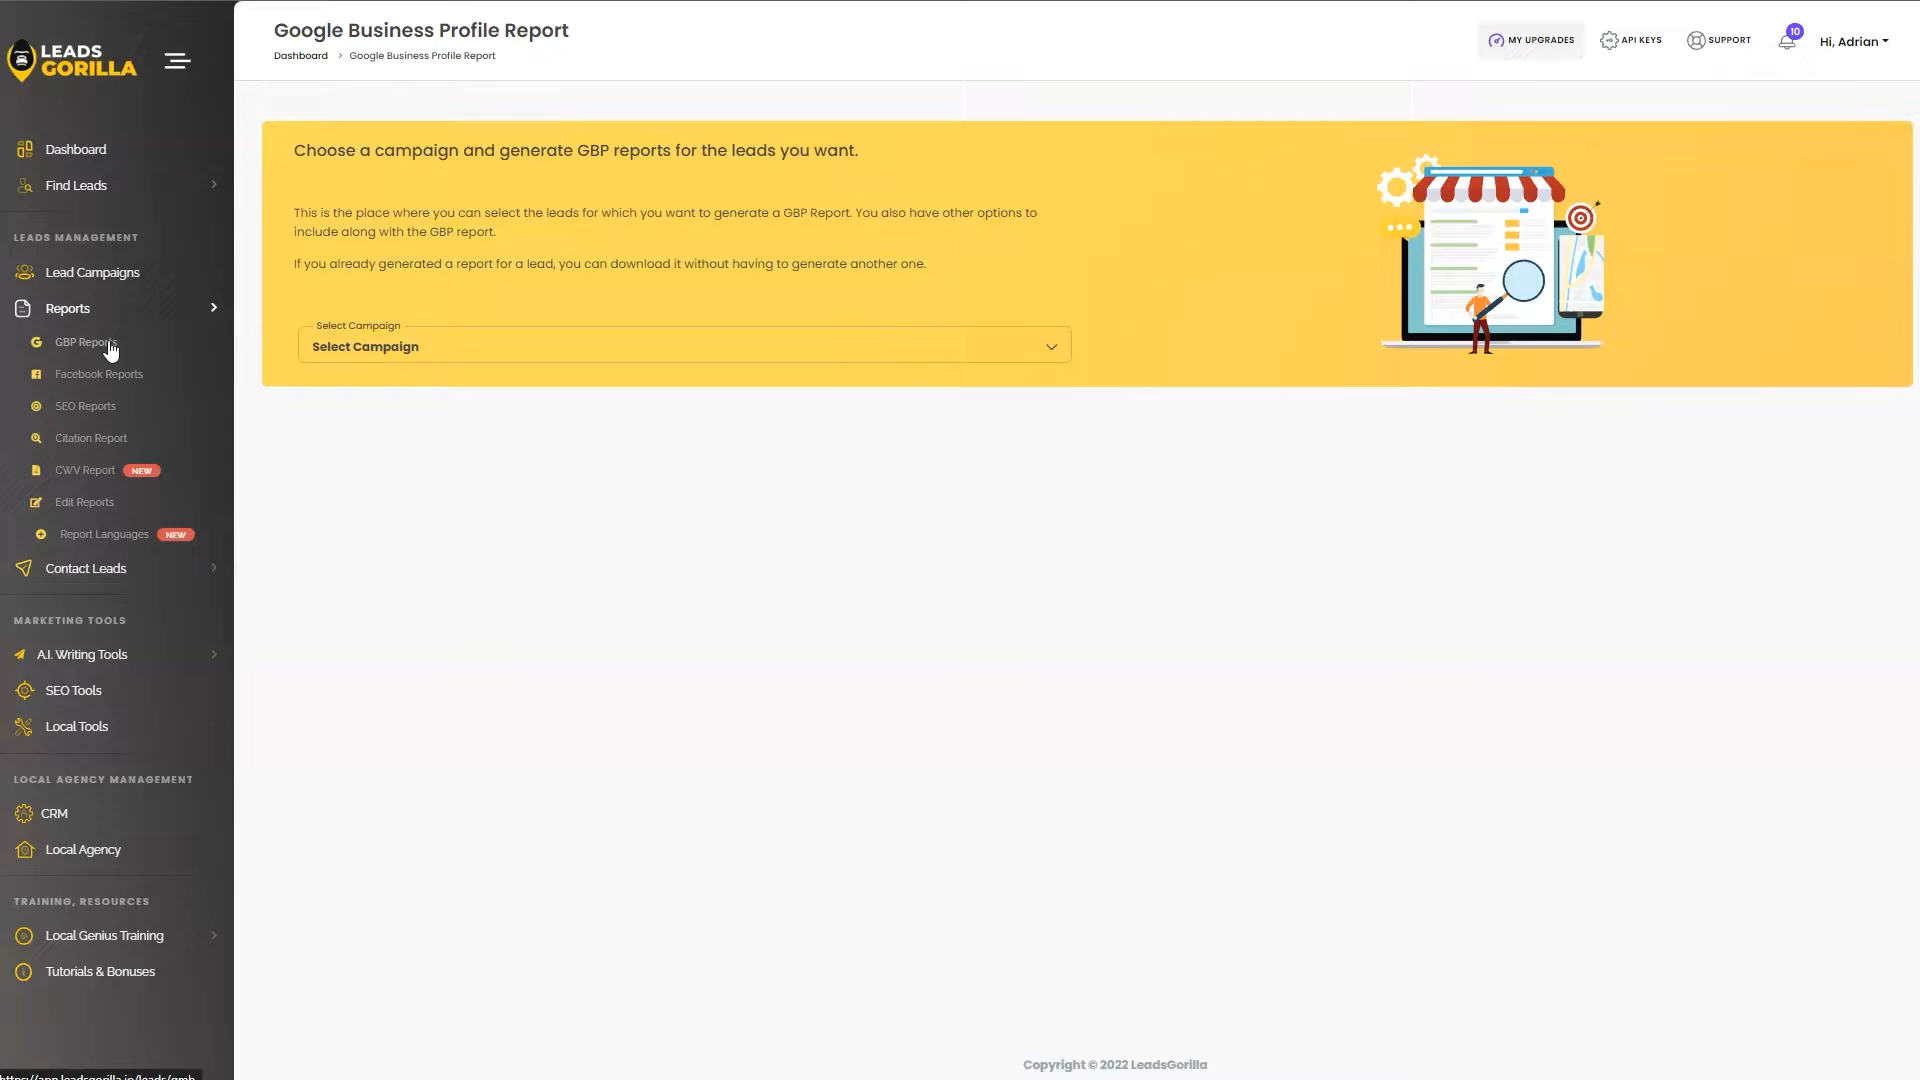 LEADS
GORILLA
Dashboard
Find Leads
LEADS MANAGEMENT
Lead Campaigns
Reports
GBP Reports
Facebook Reports
SEO Reports
Citation Report
CWV Report NEW
Edit Reports
Report Languages NEW
Contact Leads
MARKETING TOOLS
A.I. Writing Tools
SEO Tools
Local Tools
LOCAL AGENCY MANAGEMENT
CRM
Local Agency
TRAINING, RESOURCES
Local Genius Training
Tutorials & Bonuses
https://app.leadsgorilla.io/leads/gmb
Google Business Profile Report
Dashboard > Google Business Profile Report
MY UPGRADES
API KEYS
SUPPORT
10
Hi, Adrian
Choose a campaign and generate GBP reports for the leads you want.
This is the place where you can select the leads for which you want to generate a GBP Report. You also have other options to
include along with the GBP report.
If you already generated a report for a lead, you can download it without having to generate another one.
Select Campaign
Select Campaign
Copyright © 2022 LeadsGorilla